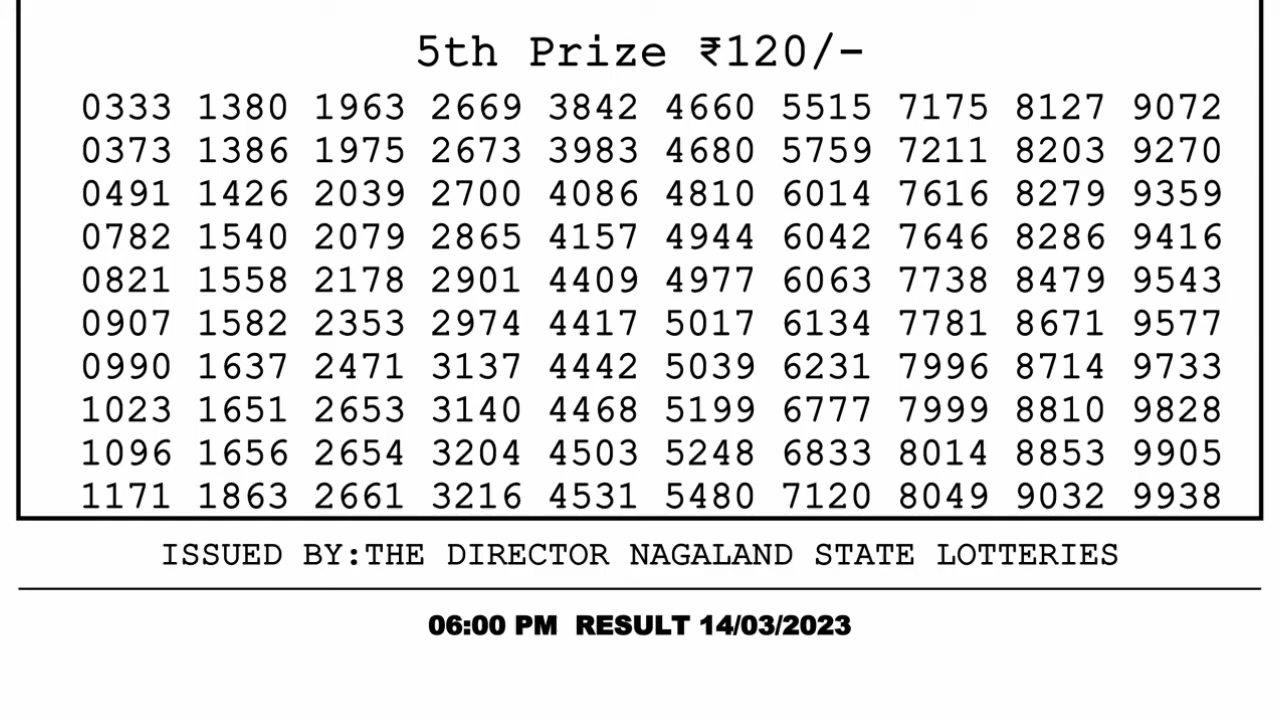 5th Prize ₹120/-
0333 1380 1963 2669 3842 4660 5515 7175 8127 9072
0373 1386 1975 2673 3983 4680 5759 7211 8203 9270
0491 1426 2039 2700 4086 4810 6014 7616 8279 9359
0782 1540 2079 2865 4157 4944 6042 7646 8286 9416
0821 1558 2178 2901 4409 4977 6063 7738 8479 9543
0907 1582 2353 2974 4417 5017 6134 7781 8671 9577
0990 1637 2471 3137 4442 5039 6231 7996 8714 9733
1023 1651 2653 3140 4468 5199 6777 7999 8810 9828
1096 1656 2654 3204 4503 5248 6833 8014 8853 9905
1171 1863 2661 3216 4531 5480 7120 8049 9032 9938
ISSUED BY:THE DIRECTOR NAGALAND STATE LOTTERIES
06:00 PM RESULT 14/03/2023